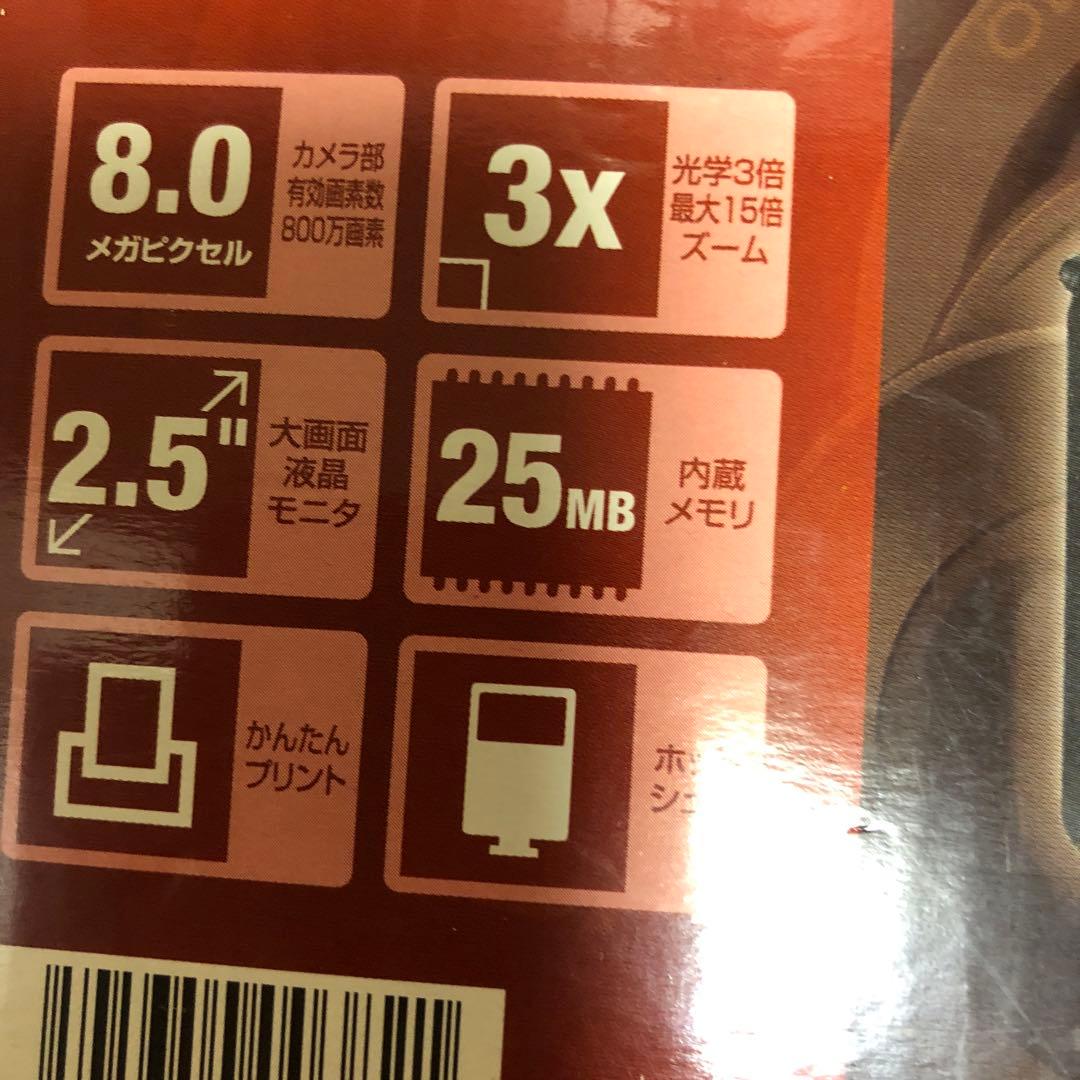 8.0
メガピクセル
カメラ部
有効画素数
800万画素
3x
光学3倍
最大15倍
ズーム
2.5"
大画面
液晶
モニタ
25MB
内蔵
メモリ
かんたん
プリント